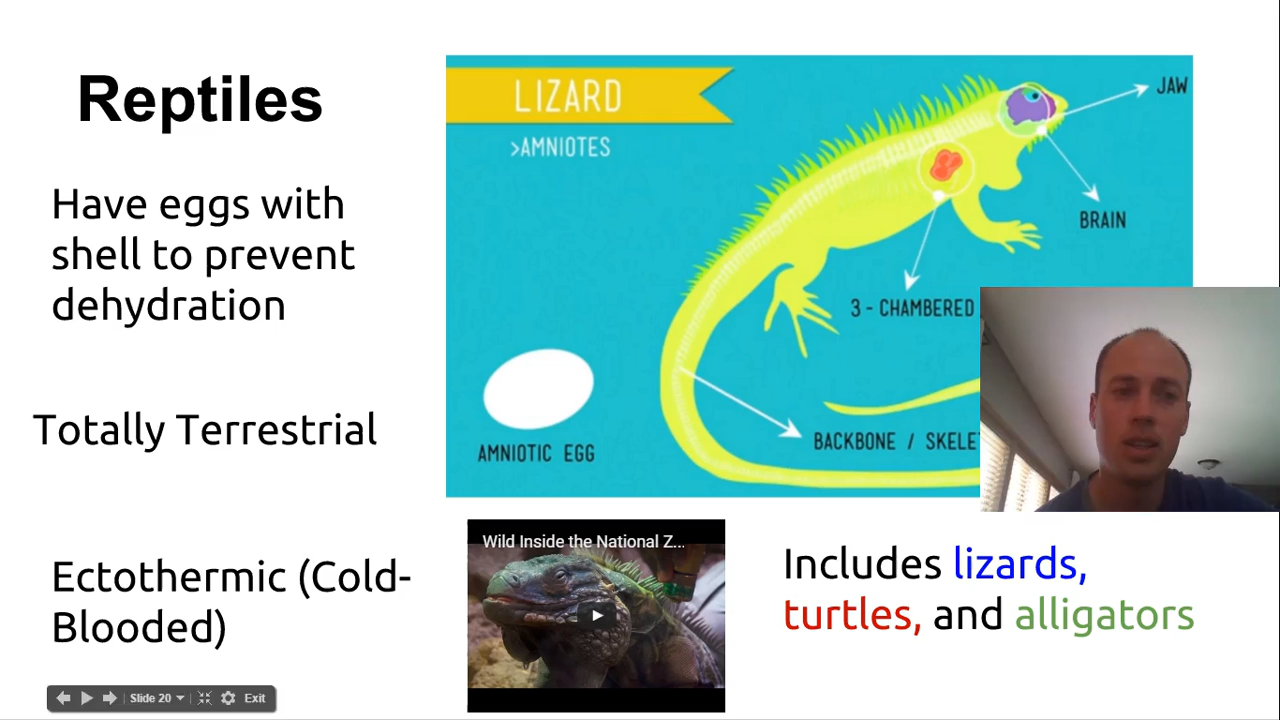 Reptiles
Have eggs with
shell to prevent
dehydration
Totally Terrestrial
Ectothermic (Cold-
Blooded)
LIZARD
>AMNIOTES
JAW
BRAIN
3 - CHAMBERED
BACKBONE /
AMNIOTIC EGG
Wild Inside the National Z...
Includes lizards,
turtles, and alligators
Slide 20
Exit